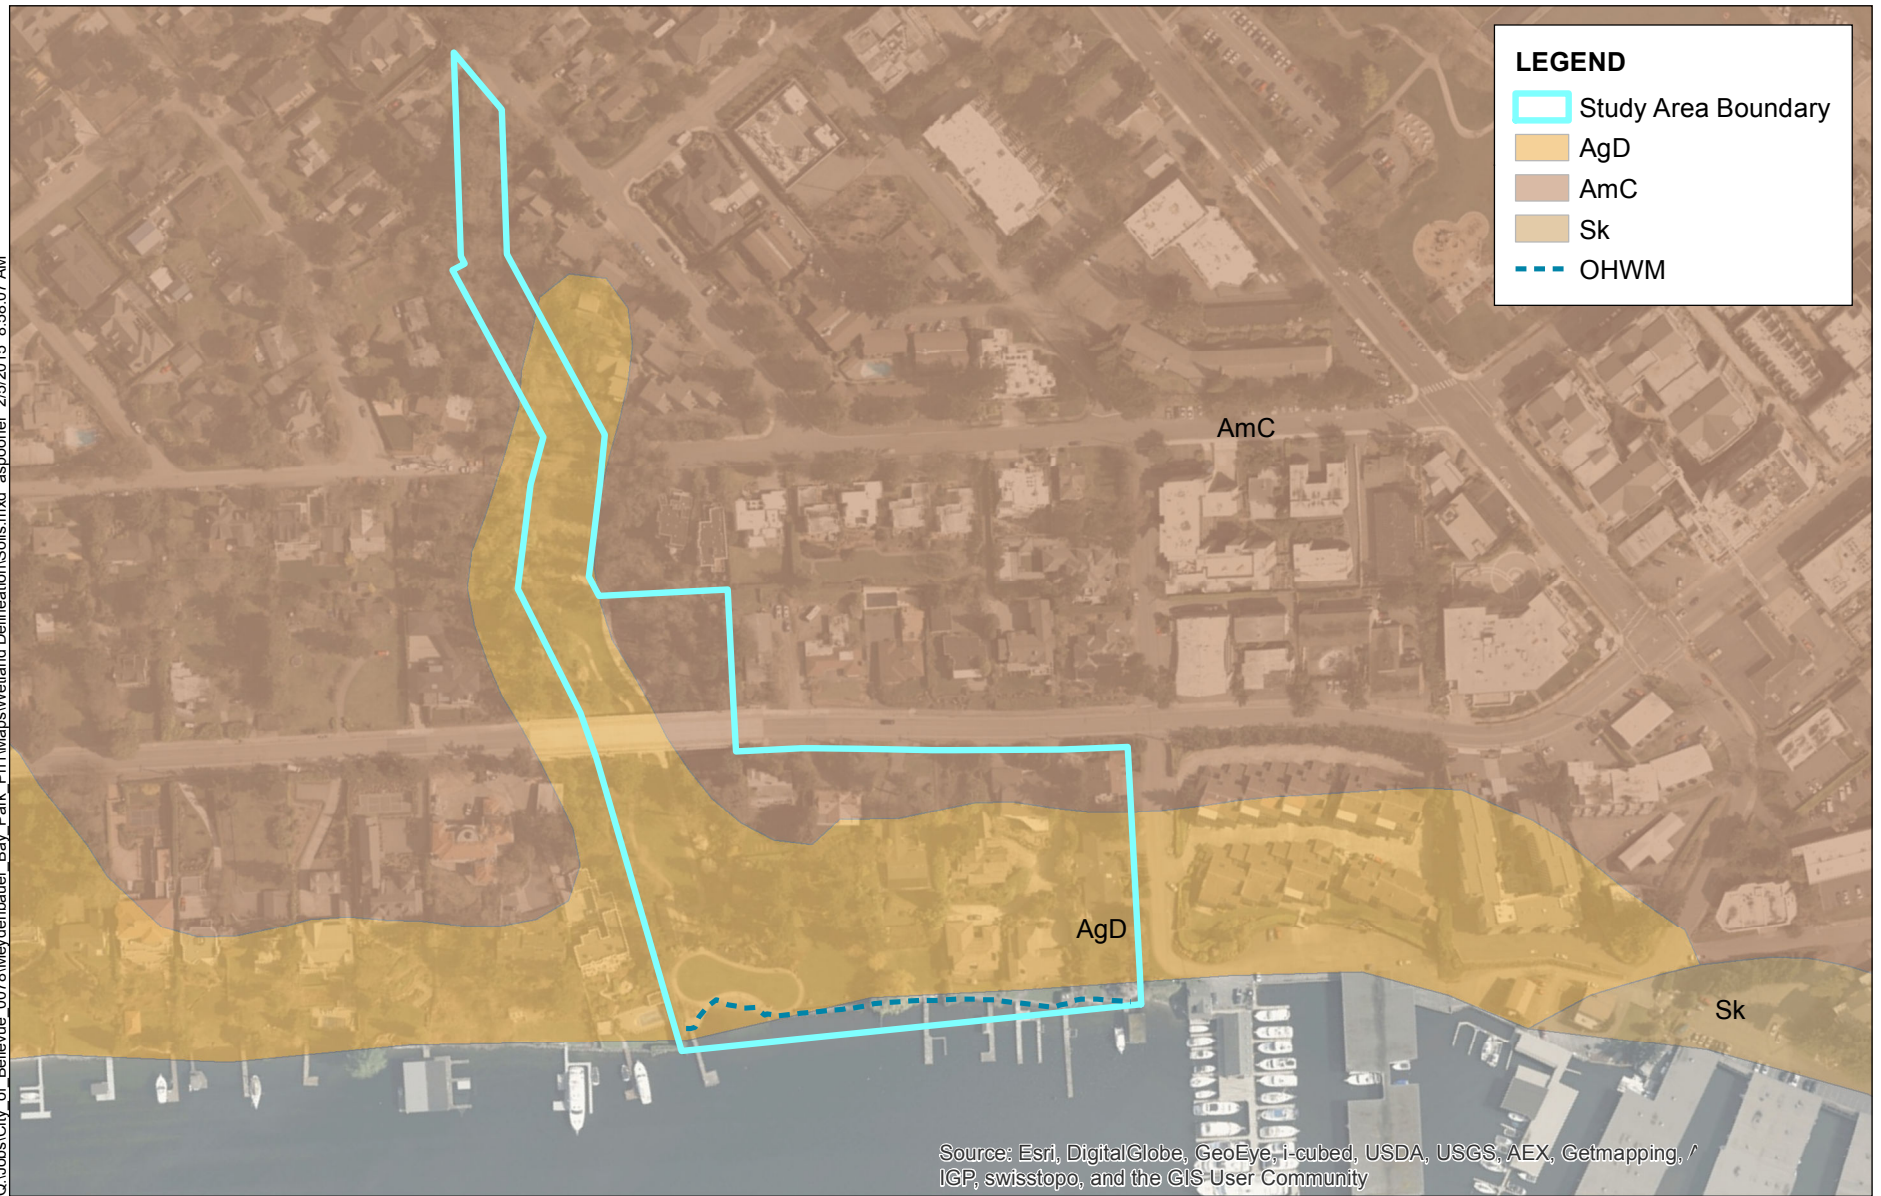 LEGEND
Study Area Boundary
AgD
AmC
Sk
OHWM
AmC
AgD
Sk
Source: Esri, DigitalGlobe, GeoEye, i-cubed, USDA, USGS, AEX, Getmapping,
IGP, swisstopo, and the GIS User Community